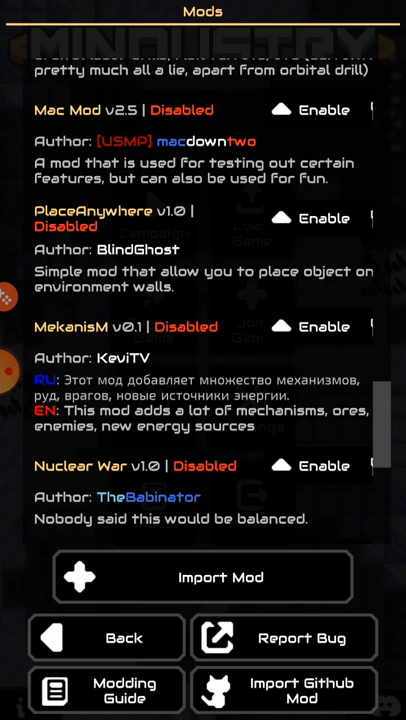 Mods
MINDUSTRY
pretty much all a lie, apart from orbital drill)
Mac Mod v2.5 | Disabled
Enable
Author: [USMP] macdowntwo
A mod that is used for testing out certain
features, but can also be used for fun.
PlaceAnywhere v1.0 |
Disabled
Enable
Author: BlindGhost
Simple mod that allow you to place object on
environment walls.
MekanisM v0.1 | Disabled
Enable
Author: KeviTV
RU: Этот мод добавляет множество механизмов,
руд, врагов, новые источники энергии.
EN: This mod adds a lot of mechanisms, ores,
enemies, new energy sources
Nuclear War v1.0 | Disabled
Enable
Author: TheBabinator
Nobody said this would be balanced.
Import Mod
Back
Report Bug
Modding
Guide
Import Github
Mod